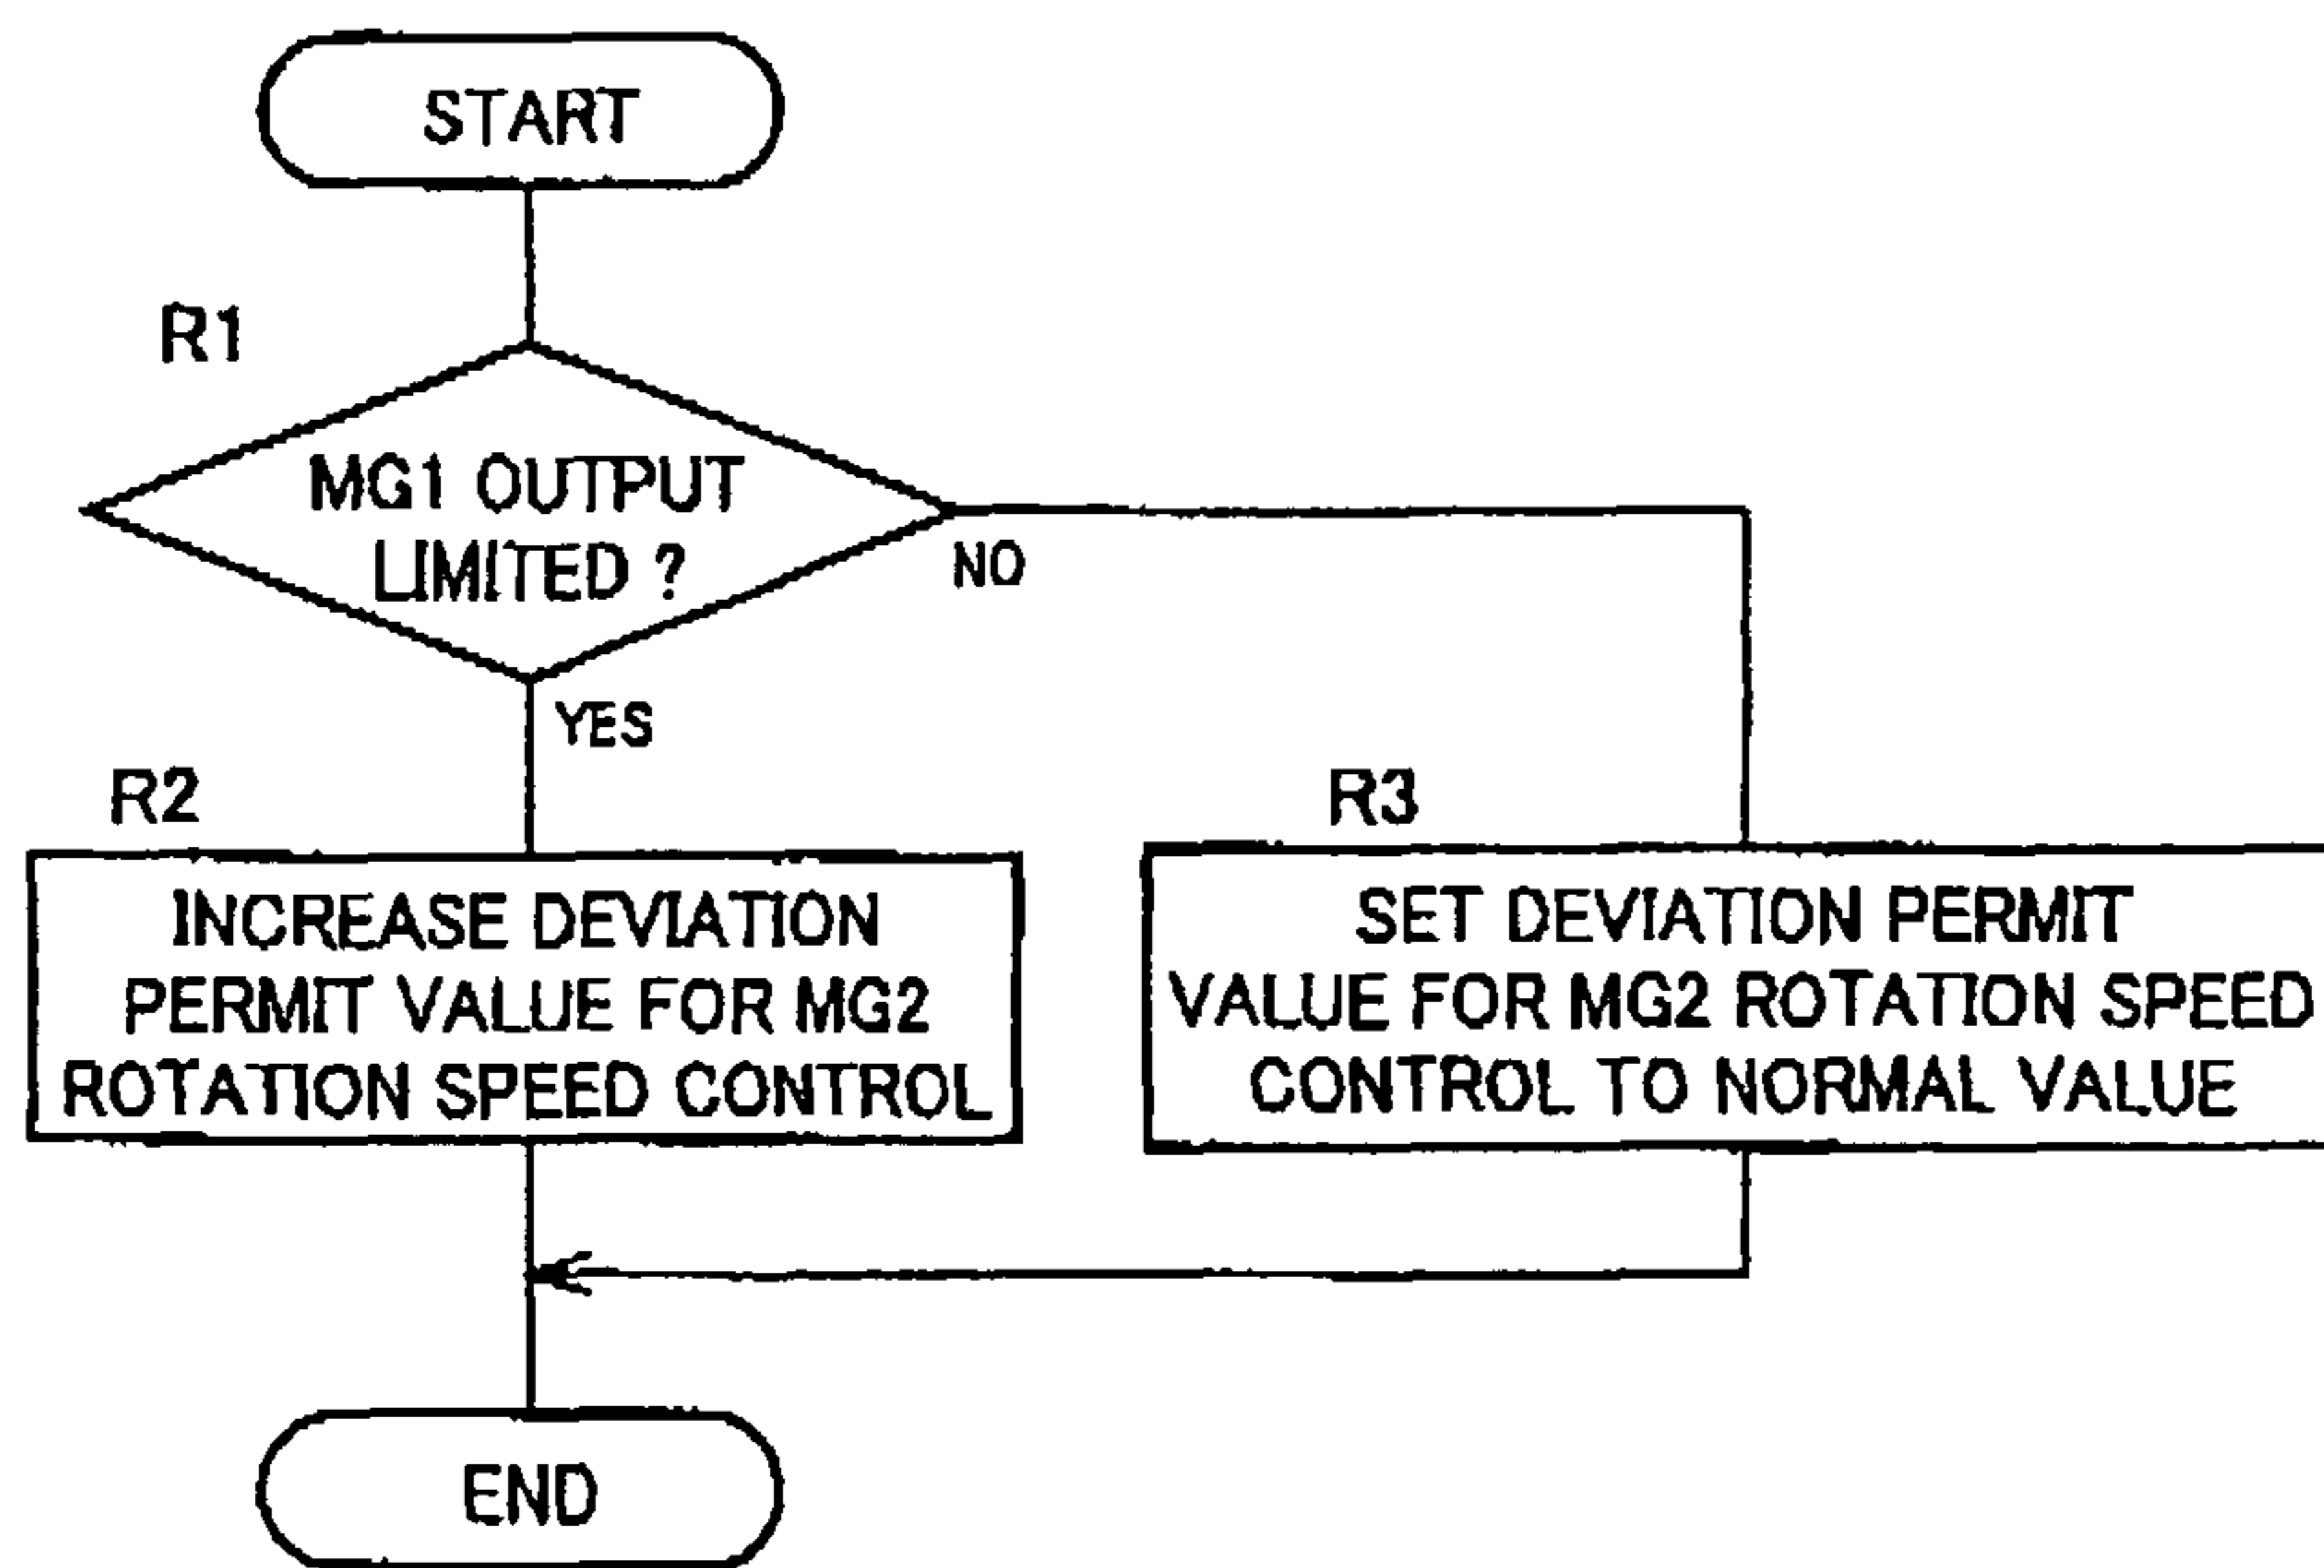 START
R1
MG1 OUTPUT
LIMITED ?
NO
YES
R2
INCREASE DEVIATION
PERMIT VALUE FOR MG2
ROTATION SPEED CONTROL
R3
SET DEVIATION PERMIT
VALUE FOR MG2 ROTATION SPEED
CONTROL TO NORMAL VALUE
END